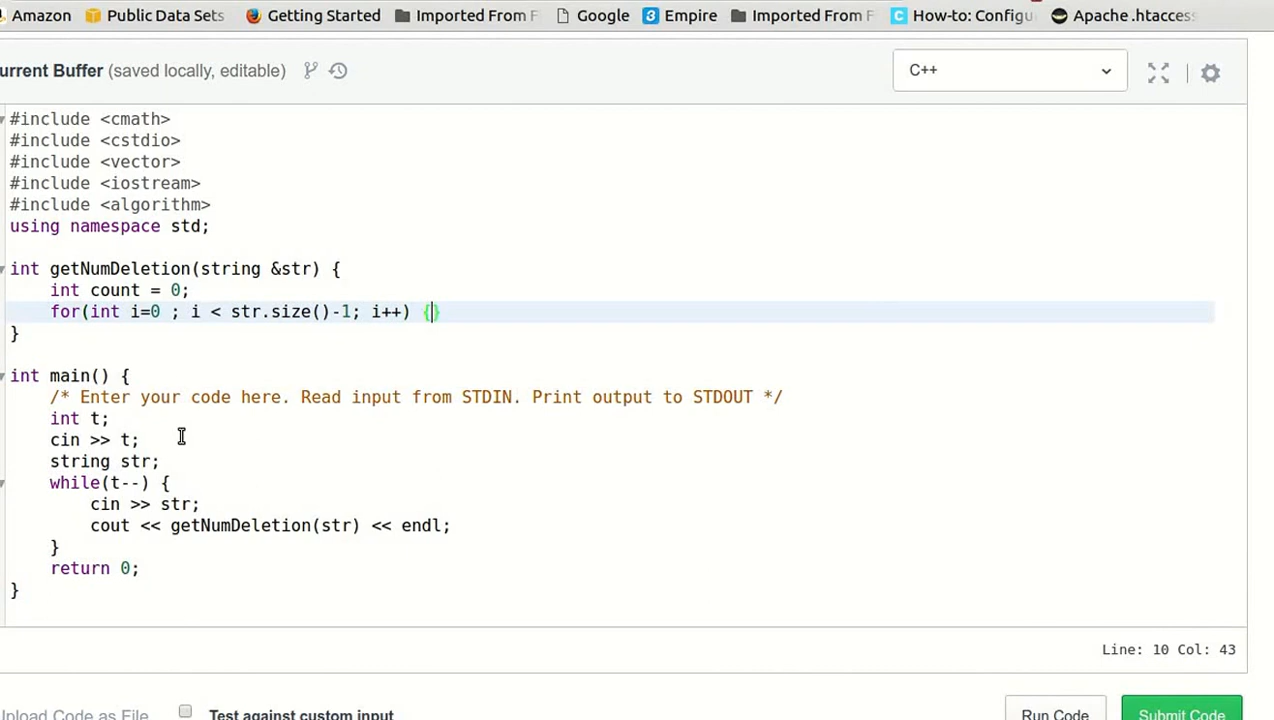 Amazon Public Data Sets Getting Started Imported From F Google 3 Empire Imported From F C How-to: Configu Apache .htaccess
urrent Buffer (saved locally, editable) C++
#include <cmath>
#include <cstdio>
#include <vector>
#include <iostream>
#include <algorithm>
using namespace std;
int getNumDeletion(string &str) {
    int count = 0;
    for(int i=0 ; i < str.size()-1; i++) {}
}
int main() {
    /* Enter your code here. Read input from STDIN. Print output to STDOUT */
    int t;
    cin >> t;
    string str;
    while(t--) {
        cin >> str;
        cout << getNumDeletion(str) << endl;
    }
    return 0;
}
Line: 10 Col: 43
Upload Code as File Test against custom input Run Code Submit Code